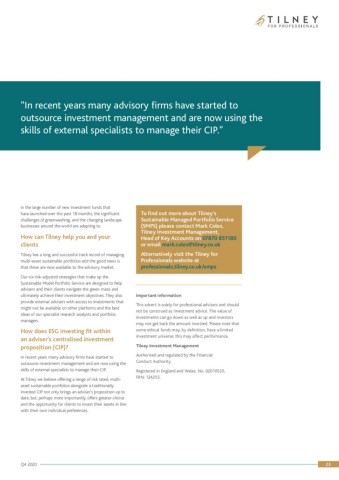 TILNEY
FOR PROFESSIONALS
"In recent years many advisory firms have started to
outsource investment management and are now using the
skills of external specialists to manage their CIP."
In the large number of new investment funds that
have launched over the past 18 months, the significant
challenges of greenwashing, and the changing landscape
businesses around the world are adapting to.
How can Tilney help you and your
clients
Tilney has a long and successful track record of managing
multi-asset sustainable portfolios and the good news is
that these are now available to the advisory market.
Our six risk adjusted strategies that make up the
Sustainable Model Portfolio Service are designed to help
advisers and their clients navigate the green maze and
ultimately achieve their investment objectives. They also
provide external advisers with access to investments that
might not be available on other platforms and the best
ideas of our specialist research analysts and portfolio
managers.
How does ESG investing fit within
an adviser's centralised investment
proposition (CIP)?
In recent years many advisory firms have started to
outsource investment management and are now using the
skills of external specialists to manage their CIP.
At Tilney we believe offering a range of risk rated, multi-
asset sustainable portfolios alongside a traditionally
invested CIP not only brings an adviser's proposition up to
date, but, perhaps more importantly, offers greater choice
and the opportunity for clients to invest their assets in line
with their own individual preferences.
To find out more about Tilney's
Sustainable Managed Portfolio Service
(SMPS) please contact Mark Coles,
Tilney Investment Management,
Head of Key Accounts on
or email mark.coles@tilney.co.uk
Alternatively visit the Tilney for
Professionals website at
professionals.tilney.co.uk/smps
Important information
This advert is solely for professional advisers and should
not be construed as investment advice. The value of
investments can go down as well as up and investors
may not get back the amount invested. Please note that
some ethical funds may, by definition, have a limited
investment universe; this may affect performance.
Tilney Investment Management
Authorised and regulated by the Financial
Conduct Authority.
Registered in England and Wales, No: 02010520.
FRN:
Q4 2020